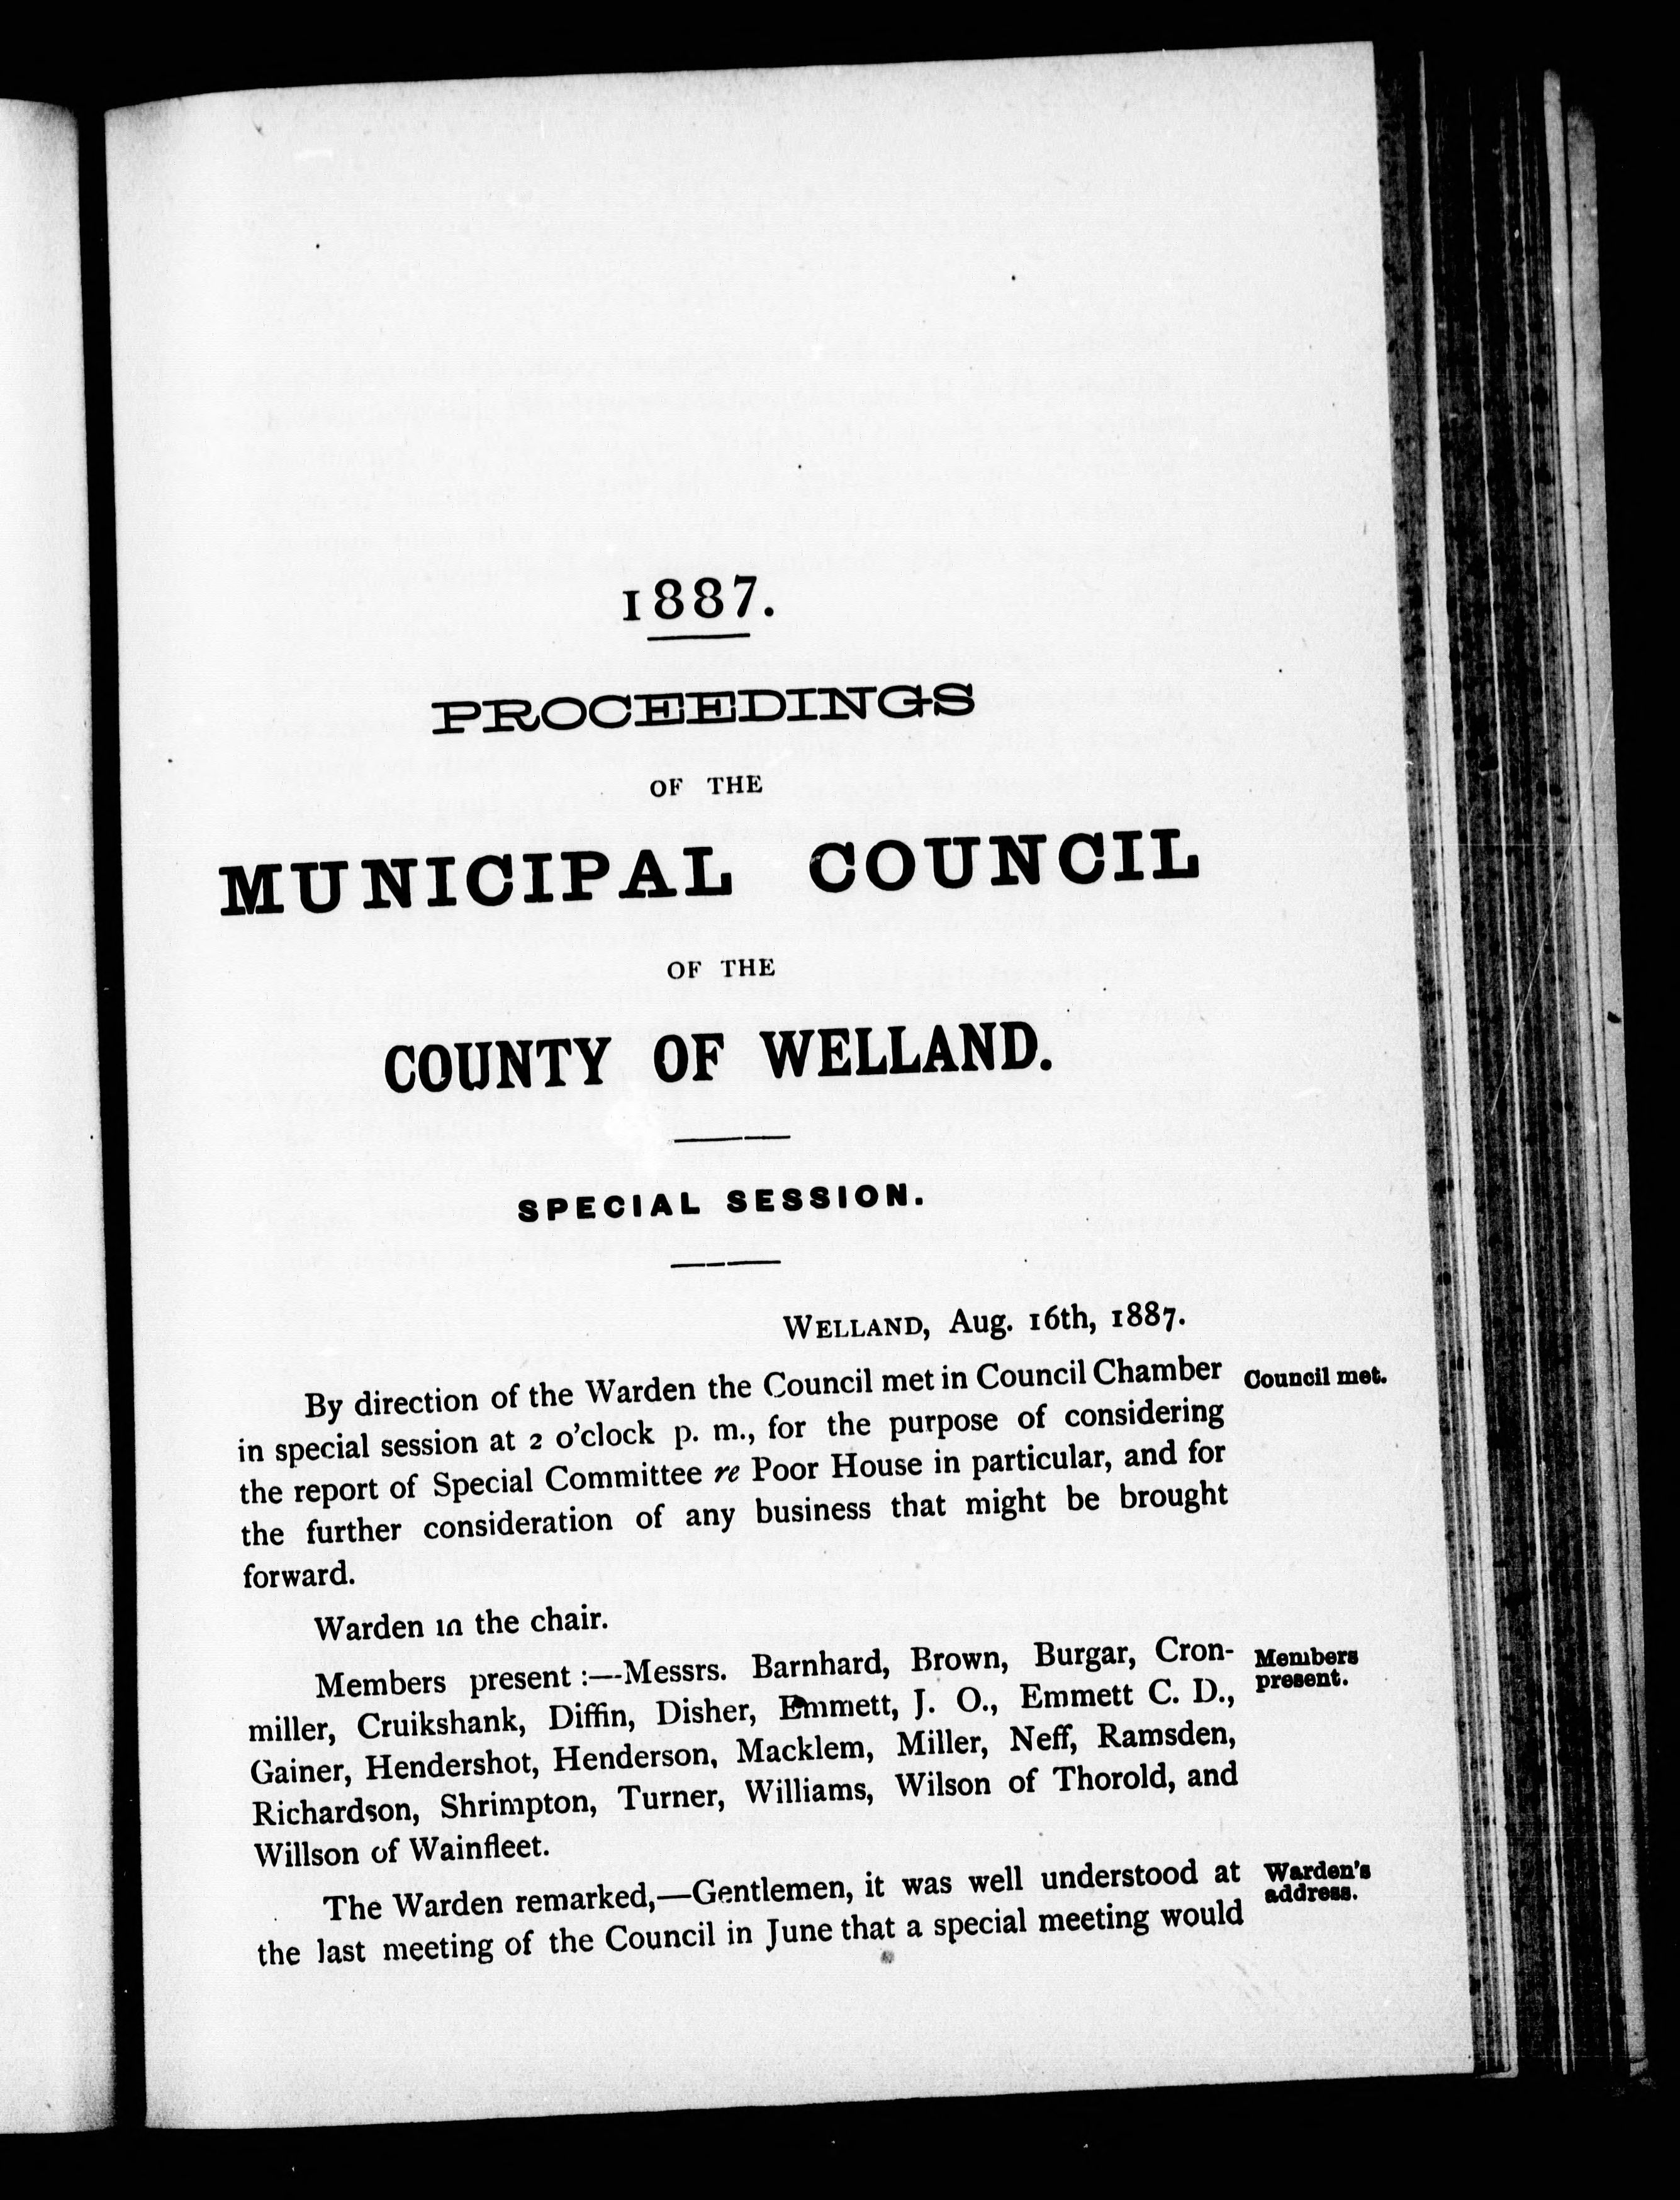 1887.
PROCEEDINGS
OF THE
MUNICIPAL COUNCIL
OF THE
COUNTY OF WELLAND.
SPECIAL SESSION.
WELLAND, Aug. 16th, 1887.
By direction of the Warden the Council met in Council Chamber
Council met.
in special session at 2 o'clock p. m., for the purpose of considering
the report of Special Committee re Poor House in particular, and for
the further consideration of any business that might be brought
forward.
Warden in the chair.
Members present :—Messrs. Barnhard, Brown, Burgar, Cron-
Members
present.
miller, Cruikshank, Diffin, Disher, Emmett, J. O., Emmett C. D.,
Gainer, Hendershot, Henderson, Macklem, Miller, Neff, Ramsden,
Richardson, Shrimpton, Turner, Williams, Wilson of Thorold, and
Willson of Wainfleet.
The Warden remarked,—Gentlemen, it was well understood at
Warden's
address.
the last meeting of the Council in June that a special meeting would